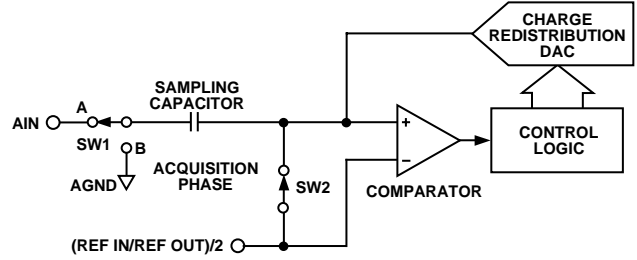 CHARGE
REDISTRIBUTION
DAC
SAMPLING
CAPACITOR
A
AIN
SW1
B
+
–
CONTROL
LOGIC
ACQUISITION
PHASE
SW2
COMPARATOR
AGND
(REF IN/REF OUT)/2